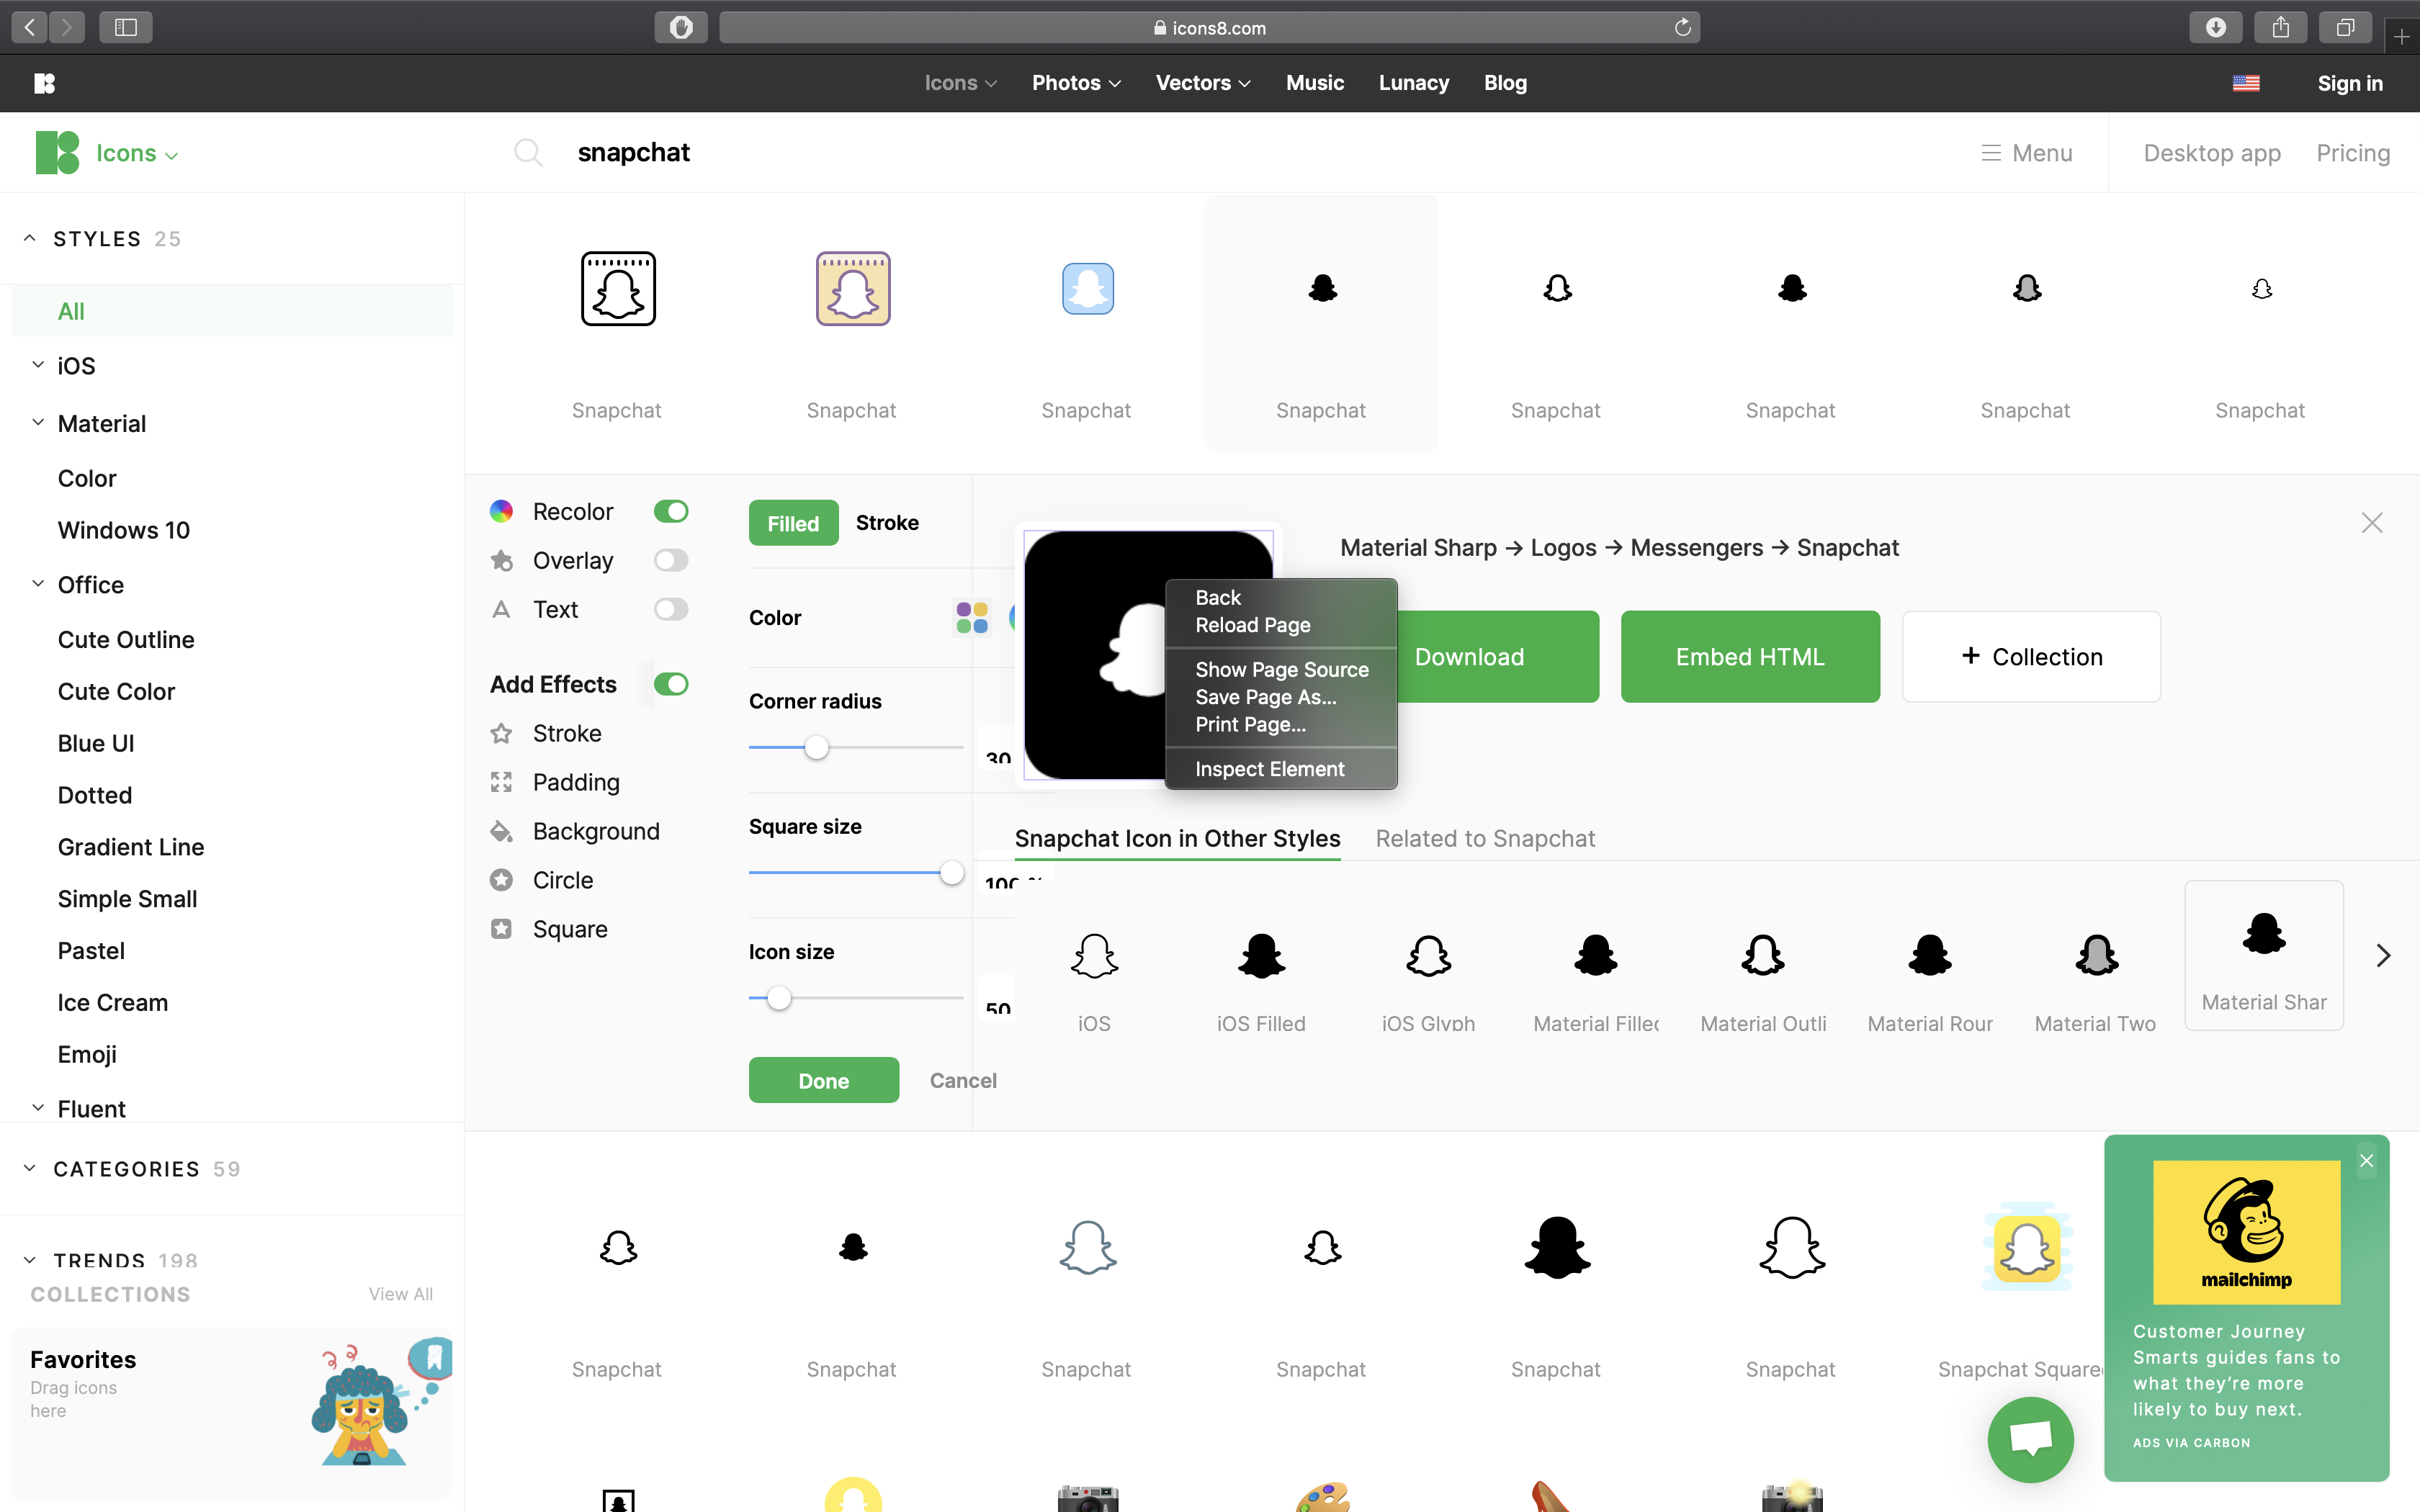 icons8.com
Icons
Photos
Vectors
Music
Lunacy
Blog
Sign in
Icons
snapchat
Menu
Desktop app
Pricing
STYLES 25
All
iOS
Material
Color
Windows 10
Office
Cute Outline
Cute Color
Blue UI
Dotted
Gradient Line
Simple Small
Pastel
Ice Cream
Emoji
Fluent
CATEGORIES 59
TRENDS 198
COLLECTIONS
View All
Favorites
Drag icons
here
Snapchat
Snapchat
Snapchat
Snapchat
Snapchat
Snapchat
Snapchat
Snapchat
Recolor
Overlay
Text
Add Effects
Stroke
Padding
Background
Circle
Square
Filled
Stroke
Color
Corner radius
30
Square size
100 %
Icon size
50
Done
Cancel
Material Sharp → Logos → Messengers → Snapchat
Back
Reload Page
Show Page Source
Save Page As...
Print Page...
Inspect Element
Download
Embed HTML
+ Collection
Snapchat Icon in Other Styles
Related to Snapchat
iOS
iOS Filled
iOS Glyph
Material Filled
Material Outli
Material Rour
Material Two
Material Shar
Snapchat
Snapchat
Snapchat
Snapchat
Snapchat
Snapchat
Snapchat Square
mailchimp
Customer Journey
Smarts guides fans to
what they're more
likely to buy next.
ADS VIA CARBON